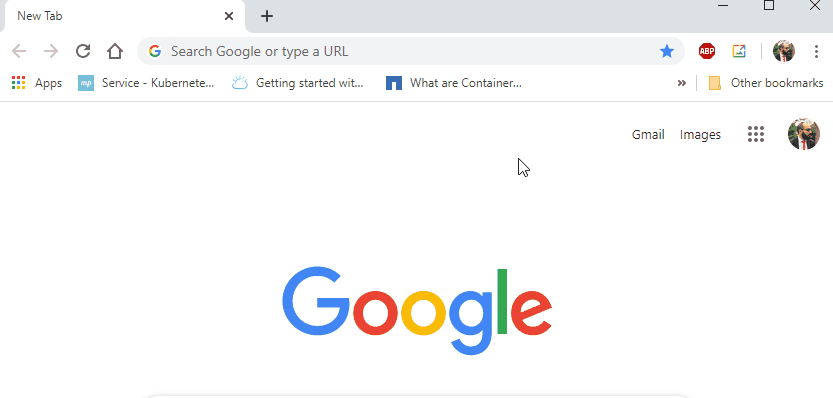 New Tab
Search Google or type a URL
ABP
Apps
mp
Service - Kubernete...
Getting started wit...
What are Container...
»
Other bookmarks
Gmail
Images
Google